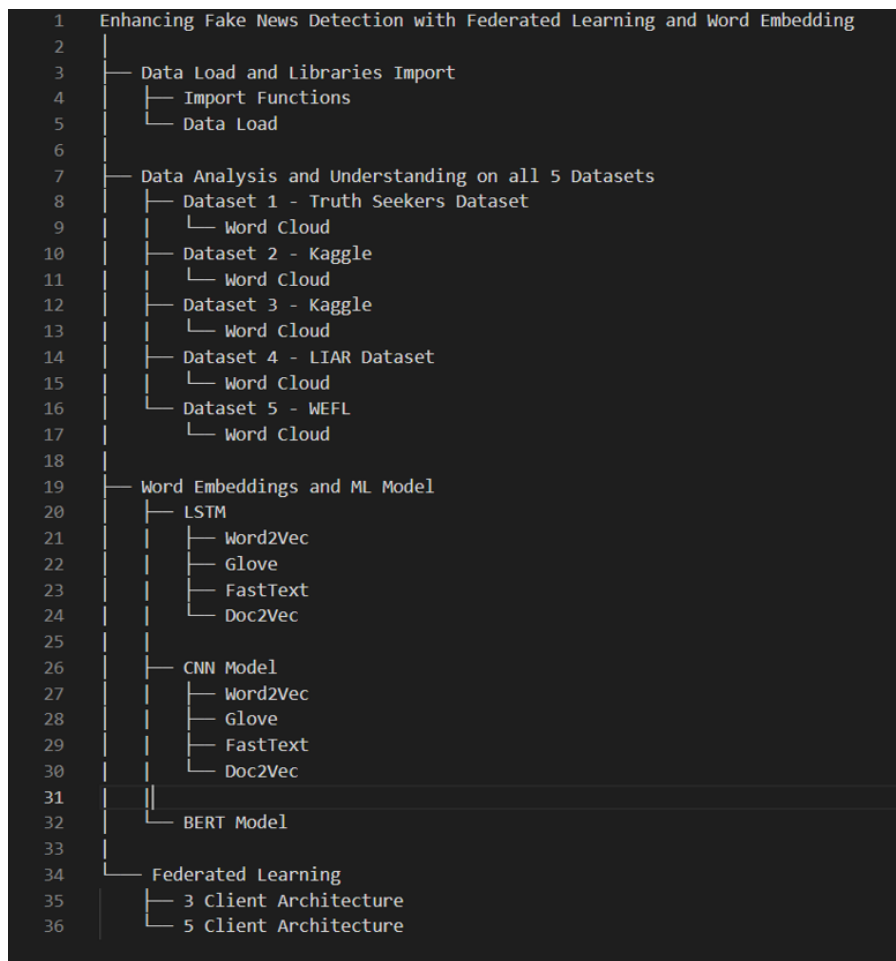 1 Enhancing Fake News Detection with Federated Learning and Word Embedding
2 │
3 ├── Data Load and Libraries Import
4 │   ├── Import Functions
5 │   └── Data Load
6 │
7 ├── Data Analysis and Understanding on all 5 Datasets
8 │   ├── Dataset 1 - Truth Seekers Dataset
9 │   │   └── Word Cloud
10 │   ├── Dataset 2 - Kaggle
11 │   │   └── Word Cloud
12 │   ├── Dataset 3 - Kaggle
13 │   │   └── Word Cloud
14 │   ├── Dataset 4 - LIAR Dataset
15 │   │   └── Word Cloud
16 │   └── Dataset 5 - WEFL
17 │       └── Word Cloud
18 │
19 ├── Word Embeddings and ML Model
20 │   ├── LSTM
21 │   │   ├── Word2Vec
22 │   │   ├── Glove
23 │   │   ├── FastText
24 │   │   └── Doc2Vec
25 │   │
26 │   ├── CNN Model
27 │   │   ├── Word2Vec
28 │   │   ├── Glove
29 │   │   ├── FastText
30 │   │   └── Doc2Vec
31 │   │
32 │   └── BERT Model
33 │
34 └── Federated Learning
35     ├── 3 Client Architecture
36     └── 5 Client Architecture